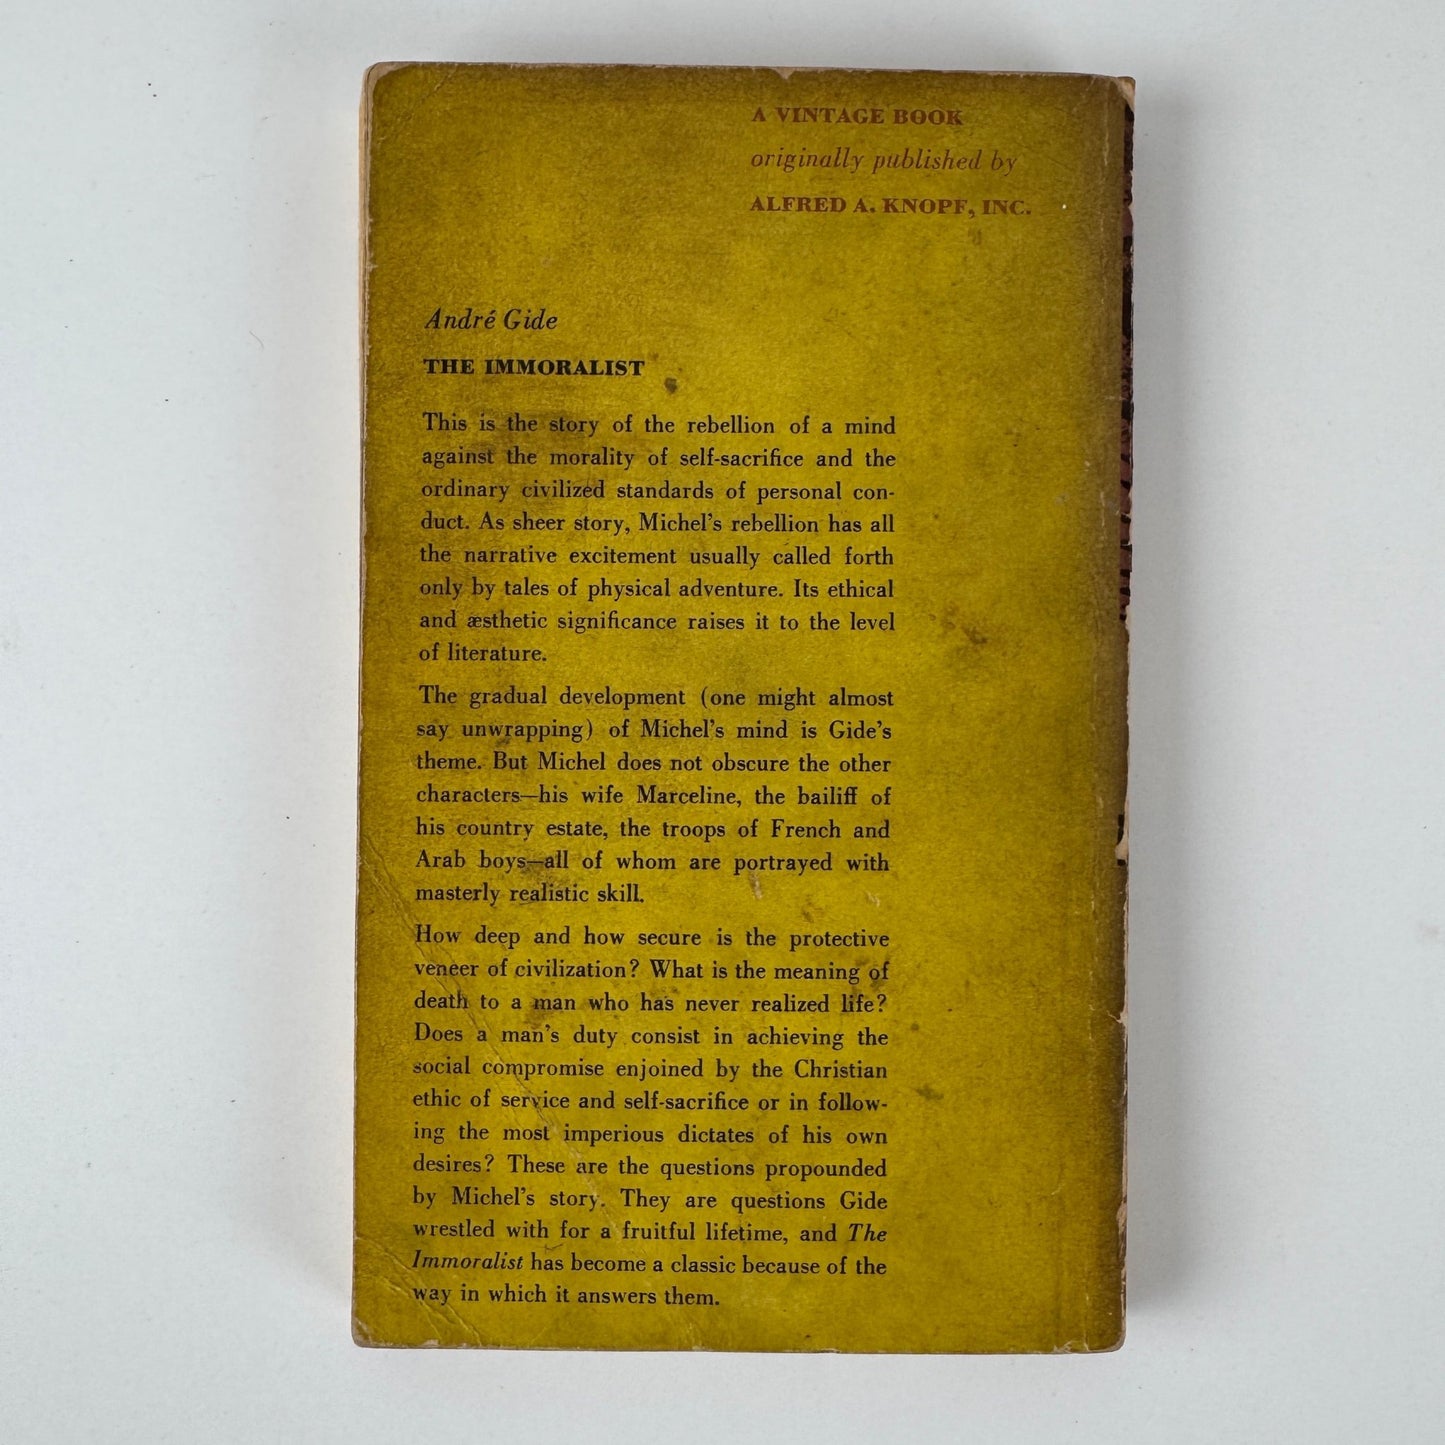 A VINTAGE BOOK
originally published by
ALFRED A. KNOPF, INC.
André Gide
THE IMMORALIST
This is the story of the rebellion of a mind
against the morality of self-sacrifice and the
ordinary civilized standards of personal con-
duct. As sheer story, Michel's rebellion has all
the narrative excitement usually called forth
only by tales of physical adventure. Its ethical
and æsthetic significance raises it to the level
of literature.
The gradual development (one might almost
say unwrapping) of Michel's mind is Gide's
theme. But Michel does not obscure the other
characters—his wife Marceline, the bailiff of
his country estate, the troops of French and
Arab boys—all of whom are portrayed with
masterly realistic skill.
How deep and how secure is the protective
veneer of civilization? What is the meaning of
death to a man who has never realized life?
Does a man's duty consist in achieving the
social compromise enjoined by the Christian
ethic of service and self-sacrifice or in follow-
ing the most imperious dictates of his own
desires? These are the questions propounded
by Michel's story. They are questions Gide
wrestled with for a fruitful lifetime, and The
Immoralist has become a classic because of the
way in which it answers them.